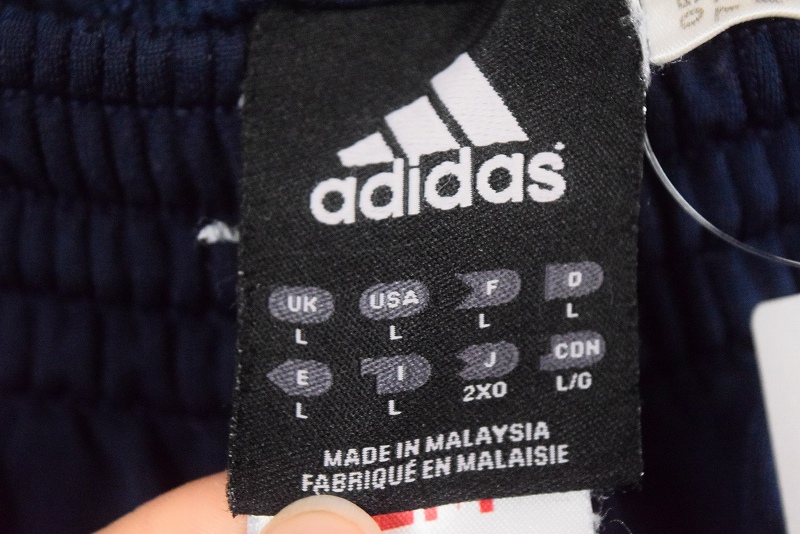 adidas
UK USA F D
L L L L
E I J CDN
L L 2XO L/G
MADE IN MALAYSIA
FABRIQUÉ EN MALAISIE